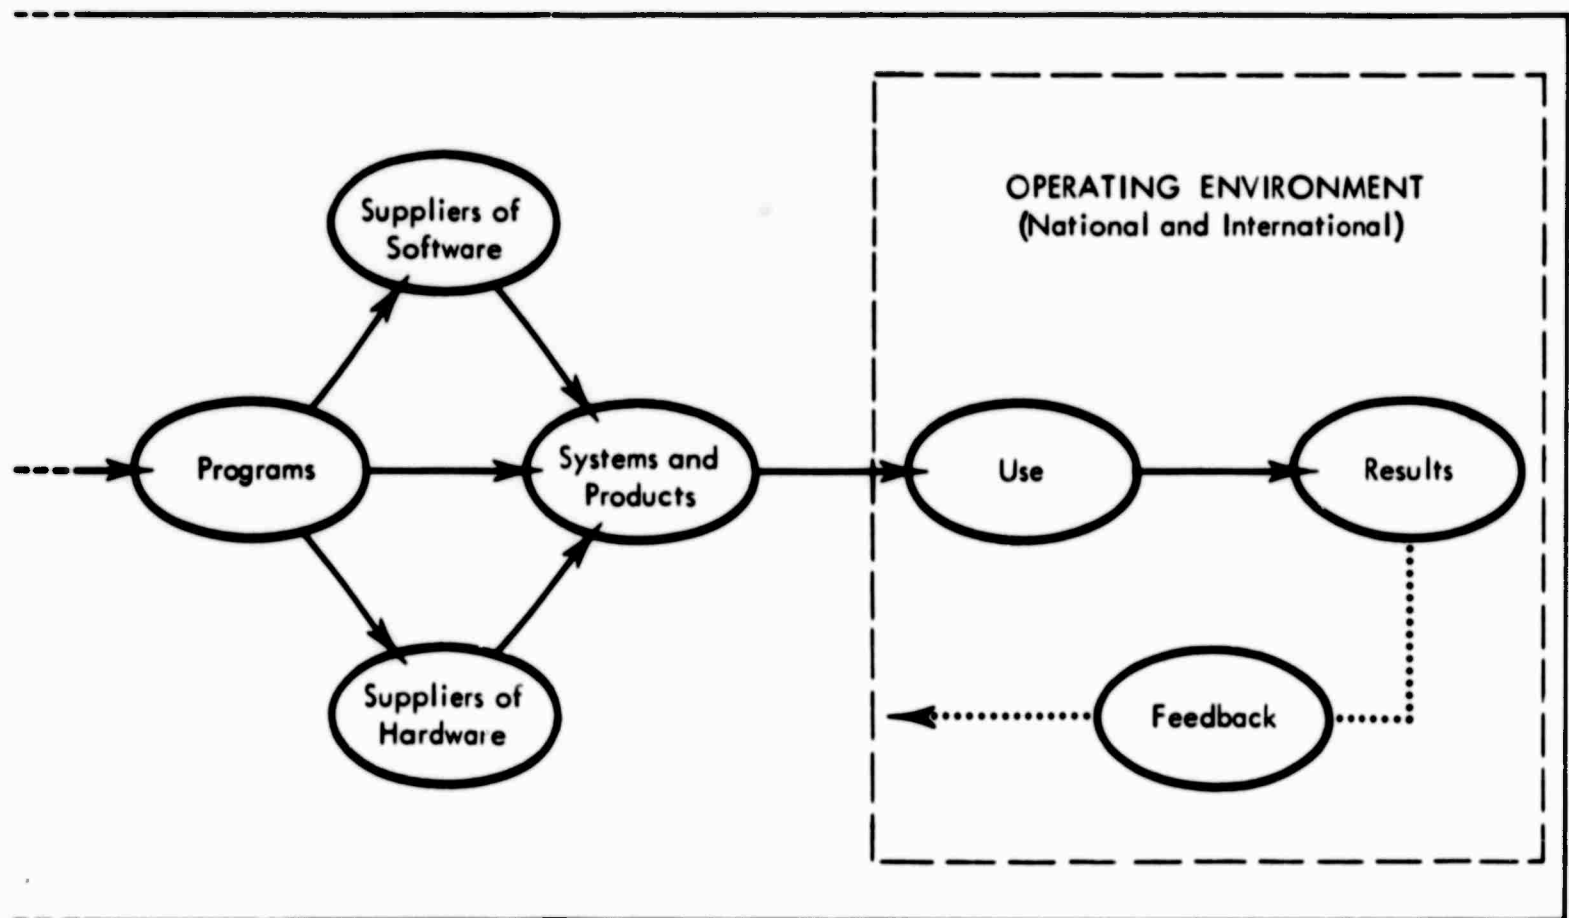 OPERATING ENVIRONMENT
(National and International)
Suppliers of
Software
Programs
Systems and
Products
Use
Results
Suppliers of
Hardware
Feedback